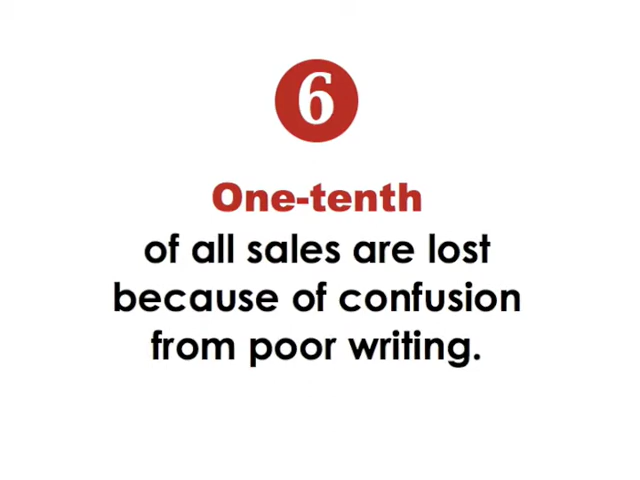 6
One-tenth
of all sales are lost
because of confusion
from poor writing.